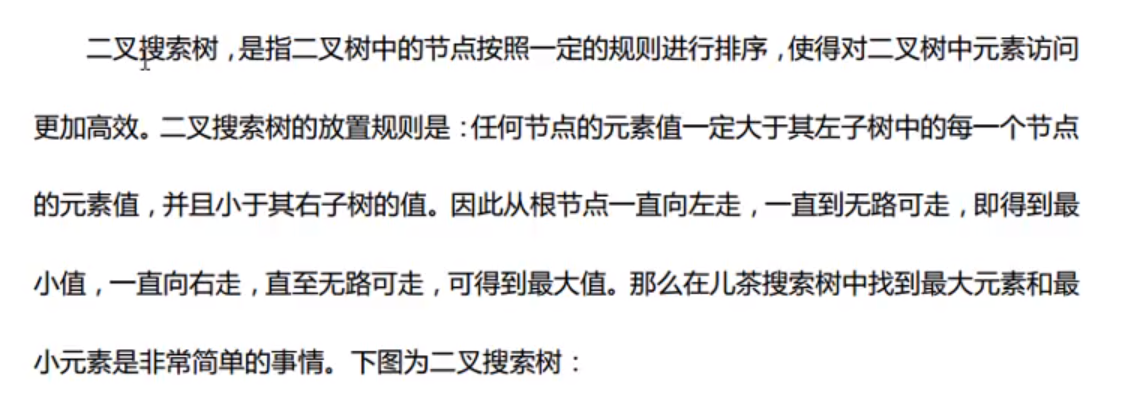 二叉搜索树，是指二叉树中的节点按照一定的规则进行排序，使得对二叉树中元素访问
更加高效。二叉搜索树的放置规则是：任何节点的元素值一定大于其左子树中的每一个节点
的元素值，并且小于其右子树的值。因此从根节点一直向左走，一直到无路可走，即得到最
小值，一直向右走，直至无路可走，可得到最大值。那么在儿茶搜索树中找到最大元素和最
小元素是非常简单的事情。下图为二叉搜索树：